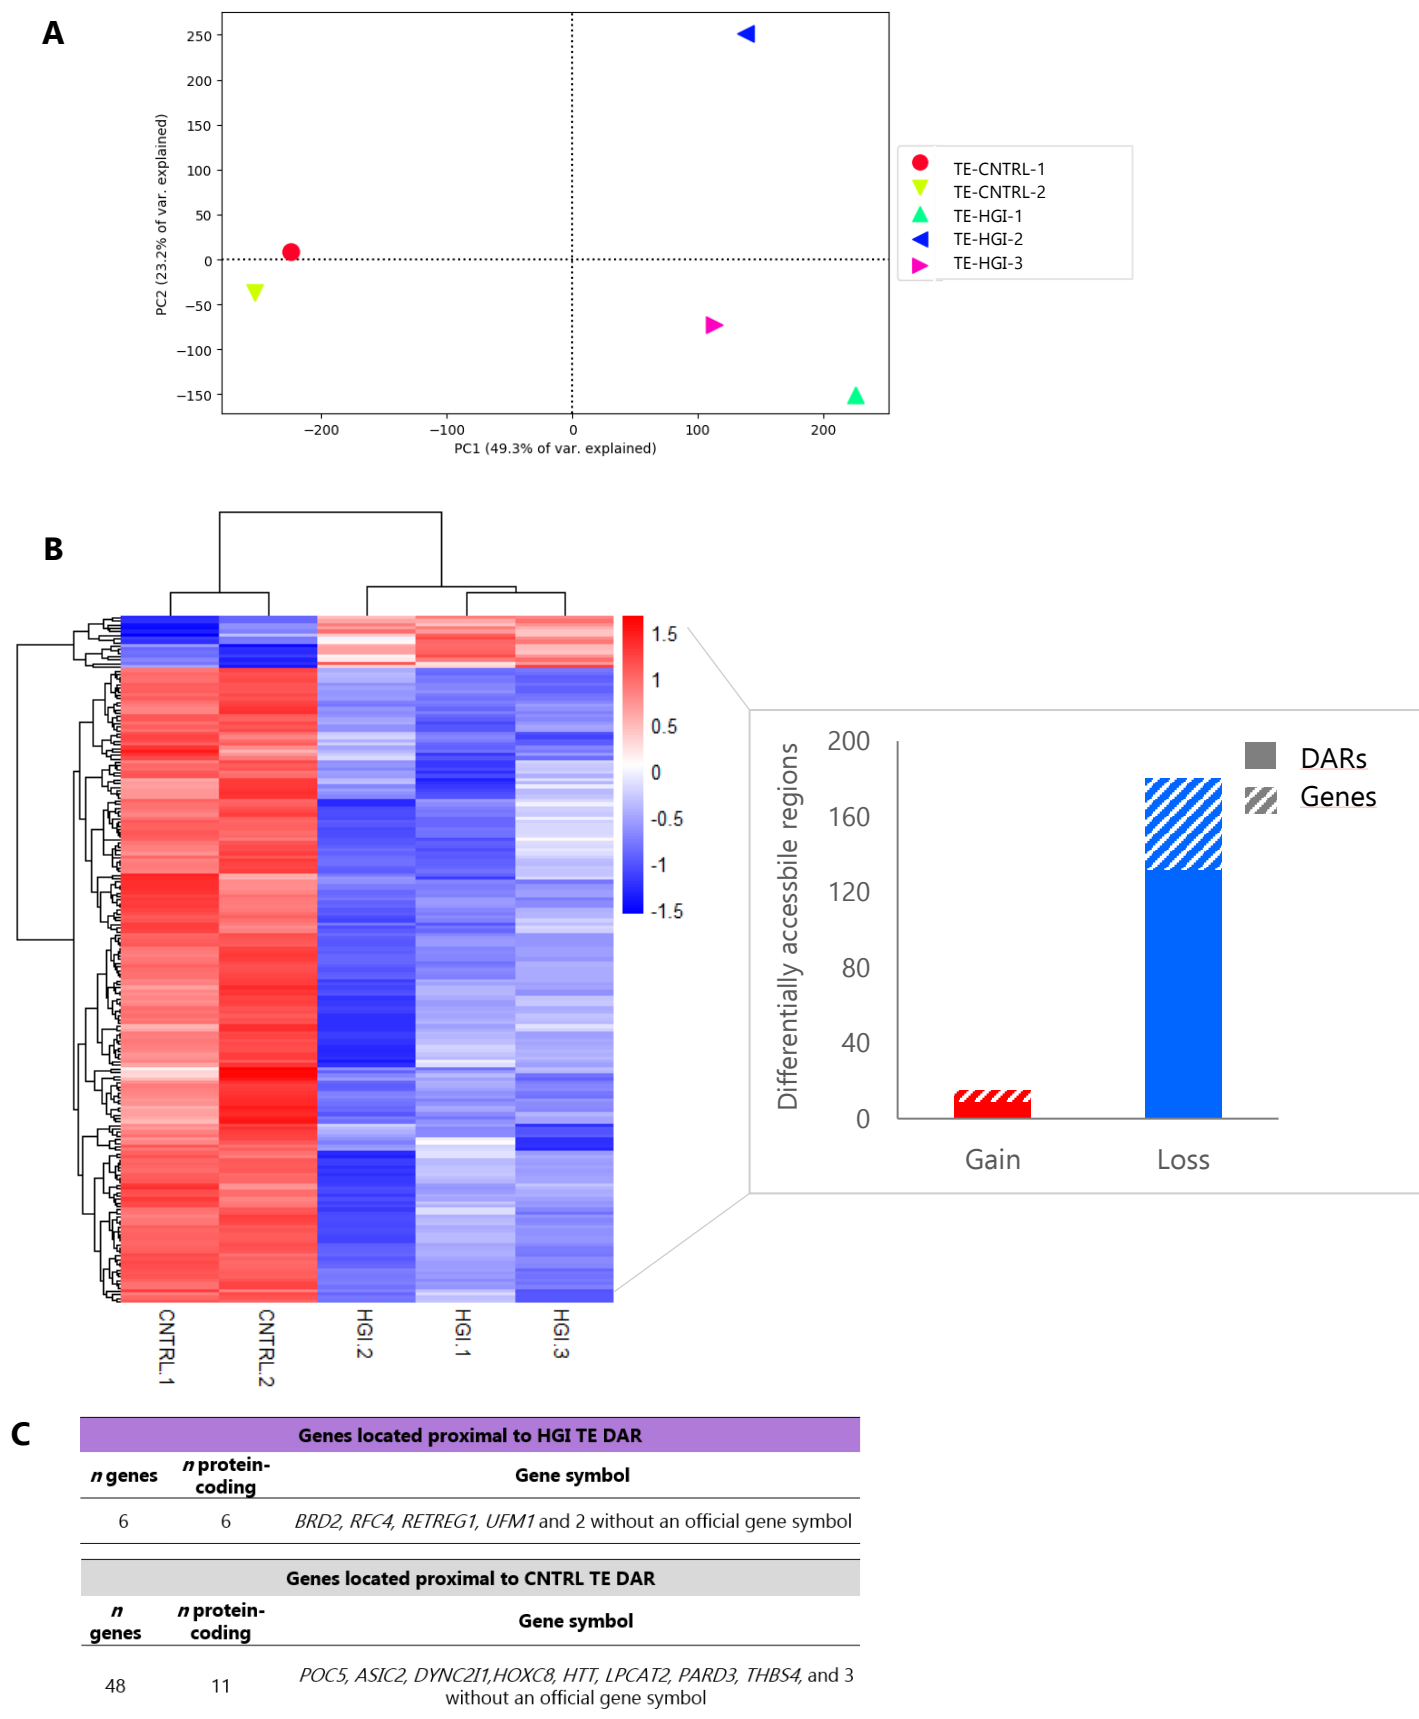 A
250
200
150
100
50
0
−50
−100
−150
PC2 (23.2% of var. explained)
−200
−100
0
100
200
PC1 (49.3% of var. explained)
TE-CNTRL-1
TE-CNTRL-2
TE-HGI-1
TE-HGI-2
TE-HGI-3
B
1.5
1
0.5
0
-0.5
-1
-1.5
CNTRL.1
CNTRL.2
HGI.2
HGI.1
HGI.3
Differentially accessbile regions
200
160
120
80
40
0
Gain
Loss
DARs
Genes
C
Genes located proximal to HGI TE DAR
n genes
n protein-
coding
Gene symbol
6
6
BRD2, RFC4, RETREG1, UFM1 and 2 without an official gene symbol
Genes located proximal to CNTRL TE DAR
n
genes
n protein-
coding
Gene symbol
48
11
POC5, ASIC2, DYNC2I1,HOXC8, HTT, LPCAT2, PARD3, THBS4, and 3
without an official gene symbol